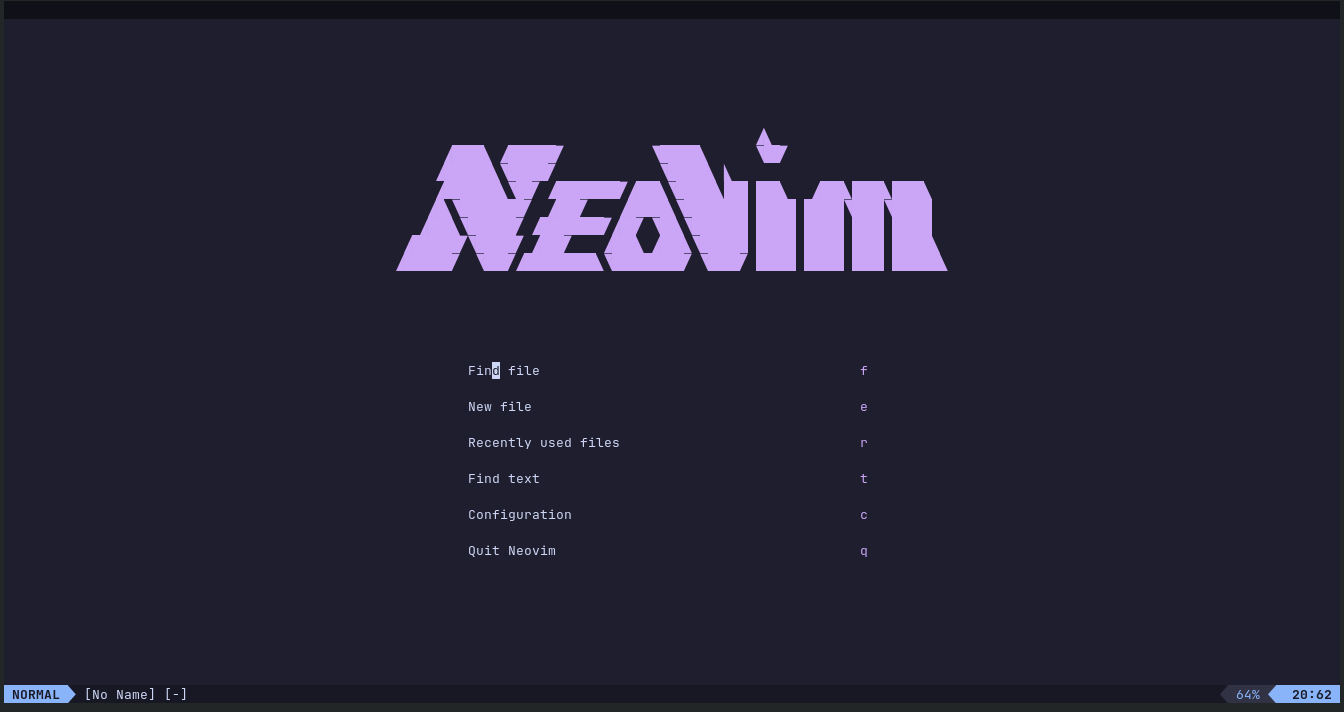 Neovim
Find file f
New file e
Recently used files r
Find text t
Configuration c
Quit Neovim q
NORMAL [No Name] [-] 64% 20:62